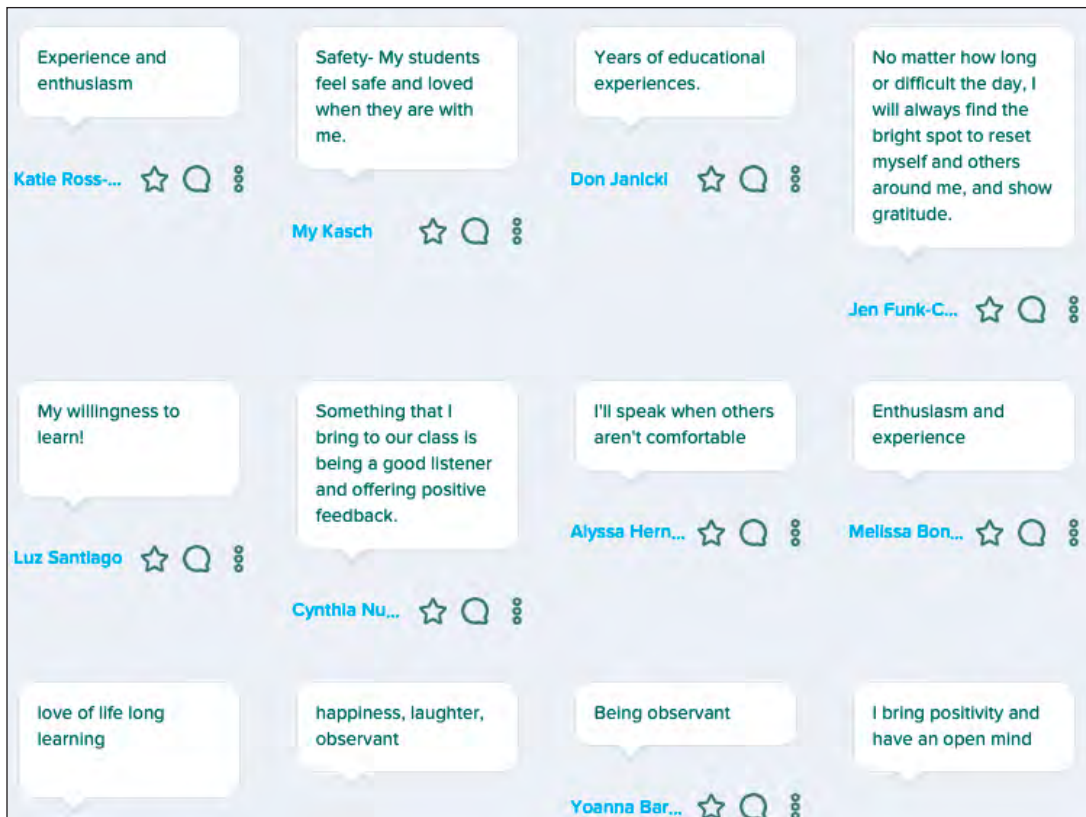 Experience and
enthusiasm
Katie Ross-...
Safety- My students
feel safe and loved
when they are with
me.
My Kasch
Years of educational
experiences.
Don Janicki
No matter how long
or difficult the day, I
will always find the
bright spot to reset
myself and others
around me, and show
gratitude.
Jen Funk-C...
My willingness to
learn!
Luz Santiago
Something that I
bring to our class is
being a good listener
and offering positive
feedback.
Cynthia Nu...
I'll speak when others
aren't comfortable
Alyssa Hern...
Enthusiasm and
experience
Melissa Bon...
love of life long
learning
happiness, laughter,
observant
Being observant
Yoanna Bar...
I bring positivity and
have an open mind